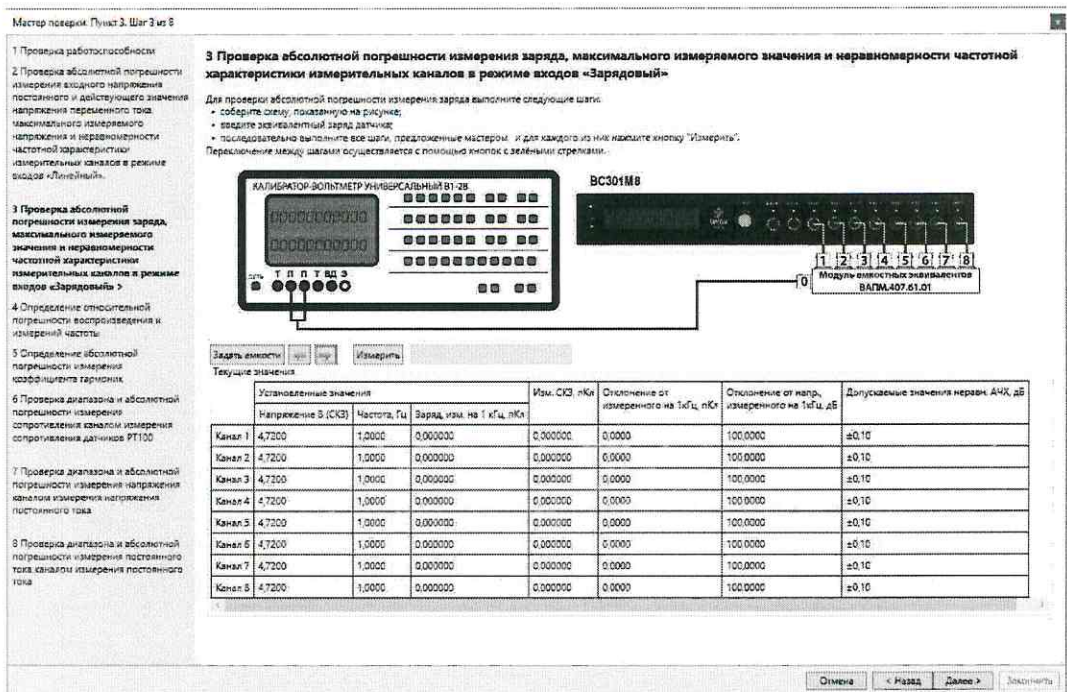 Мастер поверки. Пункт 3. Шаг 3 из 8
1 Проверка работоспособности
2 Проверка абсолютной погрешности
измерения входного напряжения
постоянного и действующего значения
напряжения переменного тока,
максимального измеряемого
напряжения и неравномерности
частотной характеристики
измерительных каналов в режиме
входов «Линейный».
3 Проверка абсолютной
погрешности измерения заряда,
максимального измеряемого
значения и неравномерности
частотной характеристики
измерительных каналов в режиме
входов «Зарядовый» >
4 Определение относительной
погрешности воспроизведения и
измерений частоты
5 Определение абсолютной
погрешности измерения
коэффициента гармоник
6 Проверка диапазона и абсолютной
погрешности измерения
сопротивления каналом измерения
сопротивления датчиков PT100
7 Проверка диапазона и абсолютной
погрешности измерения напряжения
каналом измерения напряжения
постоянного тока
8 Проверка диапазона и абсолютной
погрешности измерения постоянного
тока каналом измерения постоянного
тока
3 Проверка абсолютной погрешности измерения заряда, максимального измеряемого значения и неравномерности частотной
характеристики измерительных каналов в режиме входов «Зарядовый»
Для проверки абсолютной погрешности измерения заряда выполните следующие шаги:
• соберите схему, показанную на рисунке;
• введите эквивалентный заряд датчика;
• последовательно выполните все шаги, предложенные мастером и для каждого из них нажмите кнопку "Измерить".
Переключение между шагами осуществляется с помощью кнопок с зелёными стрелками.
КАЛИБРАТОР-ВОЛЬТМЕТР УНИВЕРСАЛЬНЫЙ В1-28
00000000000
00000000000
СЕТЬ Т П П Т ВД Э
ВС301М8
1 2 3 4 5 6 7 8
0 Модуль емкостных эквивалентов
ВАПМ.407.61.01
Задать емкости Измерить
Текущие значения
Установленные значения Изм. СКЗ, пКл Отклонение от измеренного на 1кГц, пКл Отклонение от напр., измеренного на 1кГц, дБ Допускаемые значения неравн. АЧХ, дБ
Напряжение В (СКЗ) Частота, Гц Заряд, изм. на 1 кГц, пКл
Канал 1 4,7200 1,0000 0,000000 0,000000 0,0000 100,0000 ±0,10
Канал 2 4,7200 1,0000 0,000000 0,000000 0,0000 100,0000 ±0,10
Канал 3 4,7200 1,0000 0,000000 0,000000 0,0000 100,0000 ±0,10
Канал 4 4,7200 1,0000 0,000000 0,000000 0,0000 100,0000 ±0,10
Канал 5 4,7200 1,0000 0,000000 0,000000 0,0000 100,0000 ±0,10
Канал 6 4,7200 1,0000 0,000000 0,000000 0,0000 100,0000 ±0,10
Канал 7 4,7200 1,0000 0,000000 0,000000 0,0000 100,0000 ±0,10
Канал 8 4,7200 1,0000 0,000000 0,000000 0,0000 100,0000 ±0,10
Отмена < Назад Далее > Закончить